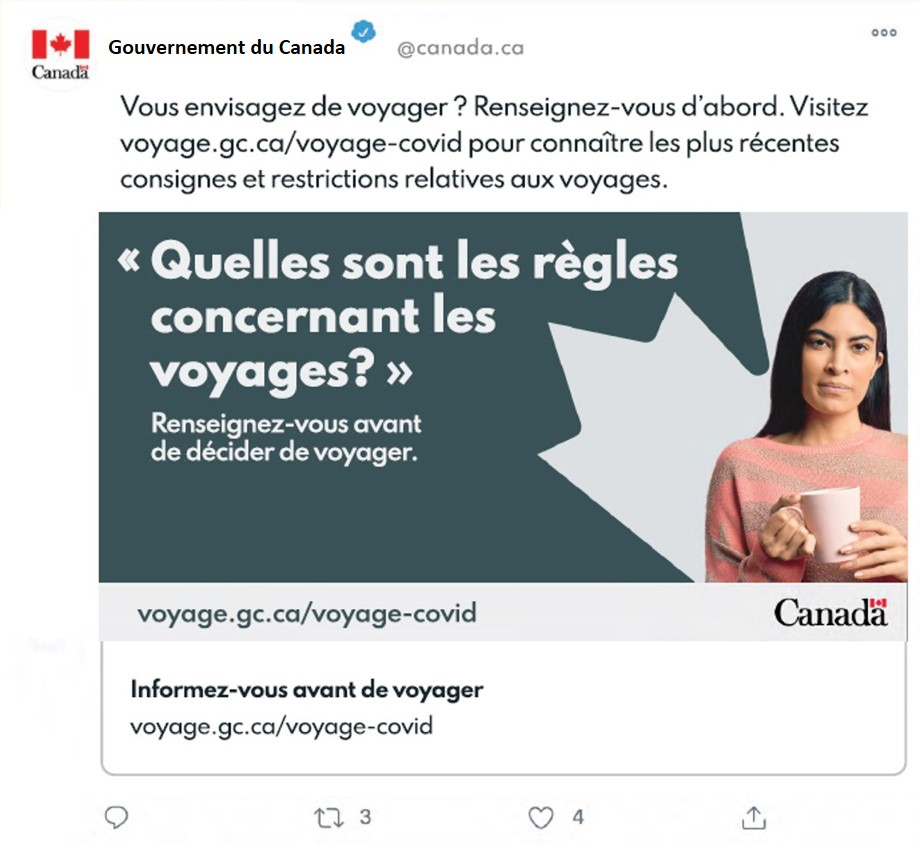 Canada
Gouvernement du Canada
@canada.ca
Vous envisagez de voyager ? Renseignez-vous d'abord. Visitez
voyage.gc.ca/voyage-covid pour connaître les plus récentes
consignes et restrictions relatives aux voyages.
« Quelles sont les règles
concernant les
voyages? »
Renseignez-vous avant
de décider de voyager.
voyage.gc.ca/voyage-covid
Canada
Informez-vous avant de voyager
voyage.gc.ca/voyage-covid
3
4